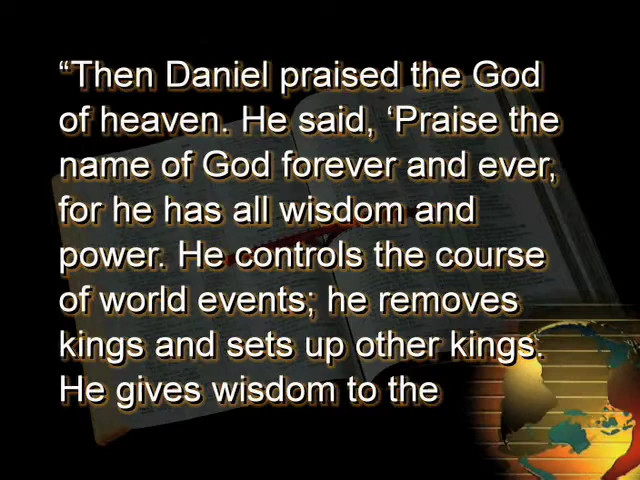 “Then Daniel praised the God
of heaven. He said, ‘Praise the
name of God forever and ever,
for he has all wisdom and
power. He controls the course
of world events; he removes
kings and sets up other kings.
He gives wisdom to the